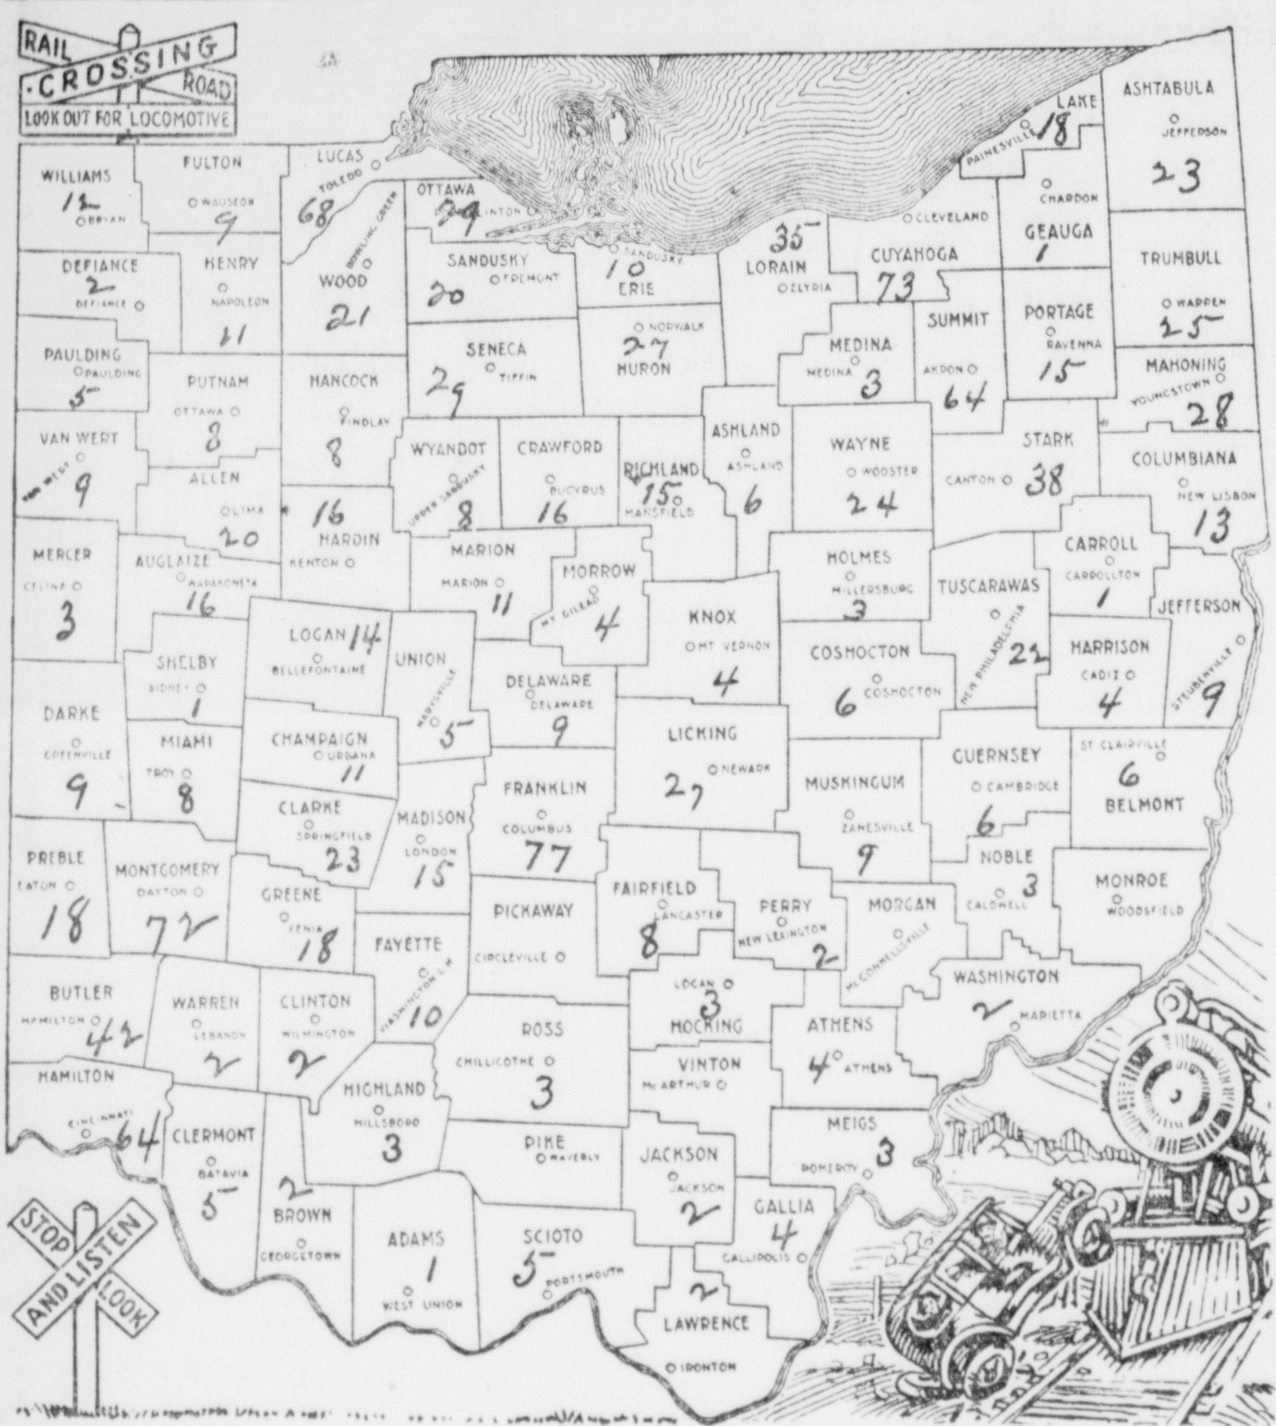 RAIL
CROSSING
ROAD
LOOK OUT FOR LOCOMOTIVE
LAKE
18
PAINESVILLE
ASHTABULA
JEFFERSON
23
WILLIAMS
12
BRYAN
FULTON
WAUSEON
9
LUCAS
TOLEDO
68
OTTAWA
29
CLINTON
BOWLING GREEN
WOOD
21
SANDUSKY
FREMONT
20
SANDUSKY
10
ERIE
35
LORAIN
ELYRIA
CLEVELAND
CUYAHOGA
73
CHARDON
GEAUGA
1
TRUMBULL
WARREN
25
DEFIANCE
2
DEFIANCE
HENRY
NAPOLEON
11
SENECA
TIFFIN
29
NORWALK
27
HURON
MEDINA
MEDINA
3
SUMMIT
AKRON
64
PORTAGE
RAVENNA
15
MAHONING
YOUNGSTOWN
28
PAULDING
PAULDING
5
PUTNAM
OTTAWA
8
HANCOCK
FINDLAY
8
VAN WERT
VAN WERT
9
ALLEN
LIMA
20
WYANDOT
UPPER SANDUSKY
8
CRAWFORD
BUCYRUS
16
RICHLAND
15
MANSFIELD
ASHLAND
ASHLAND
6
WAYNE
WOOSTER
24
STARK
CANTON
38
COLUMBIANA
NEW LISBON
13
MERCER
CELINA
3
AUGLAIZE
WAPAKONETA
16
16
HARDIN
KENTON
MARION
MARION
11
MORROW
MT GILEAD
4
HOLMES
MILLERSBURG
3
TUSCARAWAS
NEW PHILADELPHIA
22
CARROLL
CARROLLTON
1
JEFFERSON
STEUBENVILLE
9
SHELBY
SIDNEY
1
LOGAN 14
BELLEFONTAINE
UNION
MARYSVILLE
5
DELAWARE
DELAWARE
9
KNOX
MT VERNON
4
COSHOCTON
6 COSHOCTON
HARRISON
CADIZ
4
DARKE
GREENVILLE
9
MIAMI
TROY
8
CHAMPAIGN
URBANA
11
LICKING
NEWARK
27
MUSKINGUM
ZANESVILLE
9
GUERNSEY
CAMBRIDGE
6
ST CLAIRVILLE
6
BELMONT
CLARKE
SPRINGFIELD
23
MADISON
LONDON
15
FRANKLIN
COLUMBUS
77
PREBLE
EATON
18
MONTGOMERY
DAYTON
72
GREENE
XENIA
18
FAYETTE
WASHINGTON C.H
10
PICKAWAY
CIRCLEVILLE
FAIRFIELD
LANCASTER
8
PERRY
NEW LEXINGTON
2
MORGAN
McCONNELLSVILLE
NOBLE
3
CALDWELL
MONROE
WOODSFIELD
BUTLER
HAMILTON
42
WARREN
LEBANON
2
CLINTON
WILMINGTON
2
ROSS
CHILLICOTHE
3
LOGAN
3
HOCKING
ATHENS
4 ATHENS
WASHINGTON
2
MARIETTA
HAMILTON
CINCINNATI
64
CLERMONT
BATAVIA
5
HIGHLAND
HILLSBORO
3
VINTON
McARTHUR
MEIGS
3
POMEROY
2
BROWN
GEORGETOWN
PIKE
WAVERLY
JACKSON
JACKSON
2
GALLIA
4
GALLIPOLIS
ADAMS
1
WEST UNION
SCIOTO
5
PORTSMOUTH
2
LAWRENCE
IRONTON
STOP
LOOK
AND LISTEN